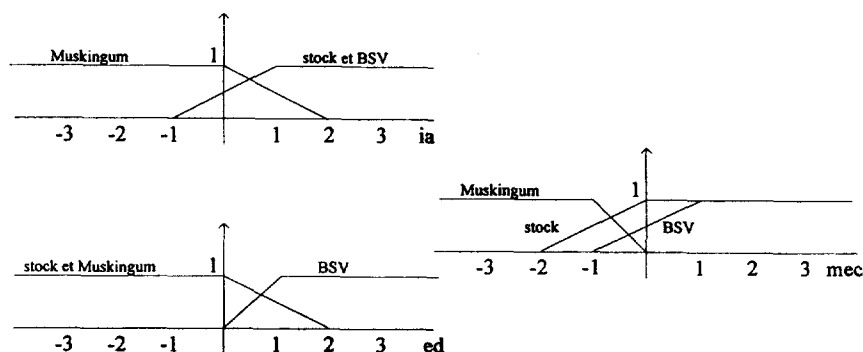 Muskingum 1 stock et BSV
-3 -2 -1 1 2 3 ia
stock et Muskingum 1 BSV
-3 -2 -1 1 2 3 ed
Muskingum 1
stock BSV
-3 -2 -1 1 2 3 mec